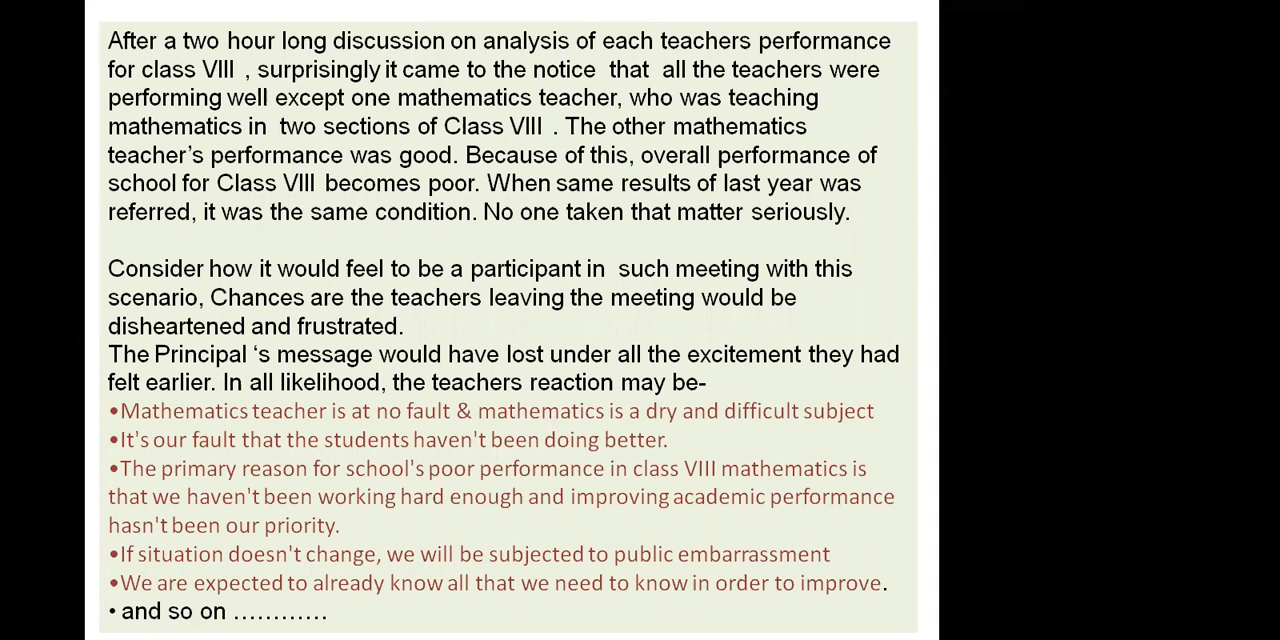 After a two hour long discussion on analysis of each teachers performance
for class VIII , surprisingly it came to the notice that all the teachers were
performing well except one mathematics teacher, who was teaching
mathematics in two sections of Class VIII . The other mathematics
teacher’s performance was good. Because of this, overall performance of
school for Class VIII becomes poor. When same results of last year was
referred, it was the same condition. No one taken that matter seriously.
Consider how it would feel to be a participant in such meeting with this
scenario, Chances are the teachers leaving the meeting would be
disheartened and frustrated.
The Principal ‘s message would have lost under all the excitement they had
felt earlier. In all likelihood, the teachers reaction may be-
•Mathematics teacher is at no fault & mathematics is a dry and difficult subject
•It's our fault that the students haven't been doing better.
•The primary reason for school's poor performance in class VIII mathematics is
that we haven't been working hard enough and improving academic performance
hasn't been our priority.
•If situation doesn't change, we will be subjected to public embarrassment
•We are expected to already know all that we need to know in order to improve.
• and so on …………